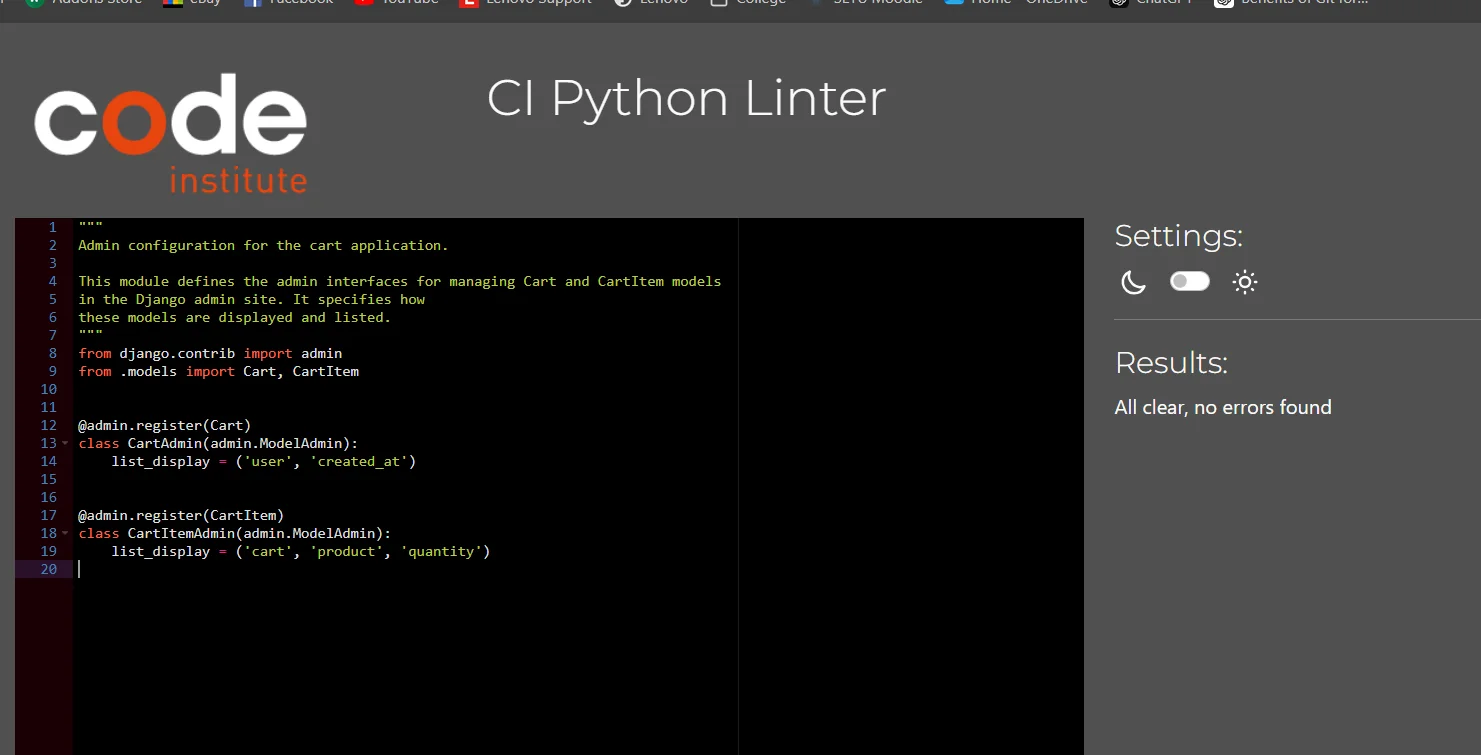 Addons Store eBay Facebook YouTube Lenovo Support Lenovo College SETU Moodle Home - OneDrive ChatGPT Benefits of Git for...
code
institute
CI Python Linter
1 """
2 Admin configuration for the cart application.
3
4 This module defines the admin interfaces for managing Cart and CartItem models
5 in the Django admin site. It specifies how
6 these models are displayed and listed.
7 """
8 from django.contrib import admin
9 from .models import Cart, CartItem
10
11
12 @admin.register(Cart)
13 class CartAdmin(admin.ModelAdmin):
14     list_display = ('user', 'created_at')
15
16
17 @admin.register(CartItem)
18 class CartItemAdmin(admin.ModelAdmin):
19     list_display = ('cart', 'product', 'quantity')
20
Settings:
Results:
All clear, no errors found